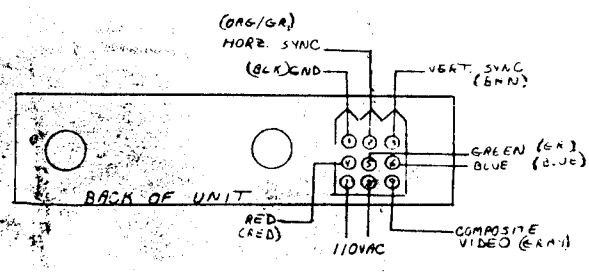 (ORG/GR)
HORZ. SYNC
(BLK) GND
VERT. SYNC
(BRN)
1 2 3
GREEN (GR)
4 5 6
BLUE (BLUE)
BACK OF UNIT
RED
(RED)
110VAC
COMPOSITE
VIDEO (GRAY)